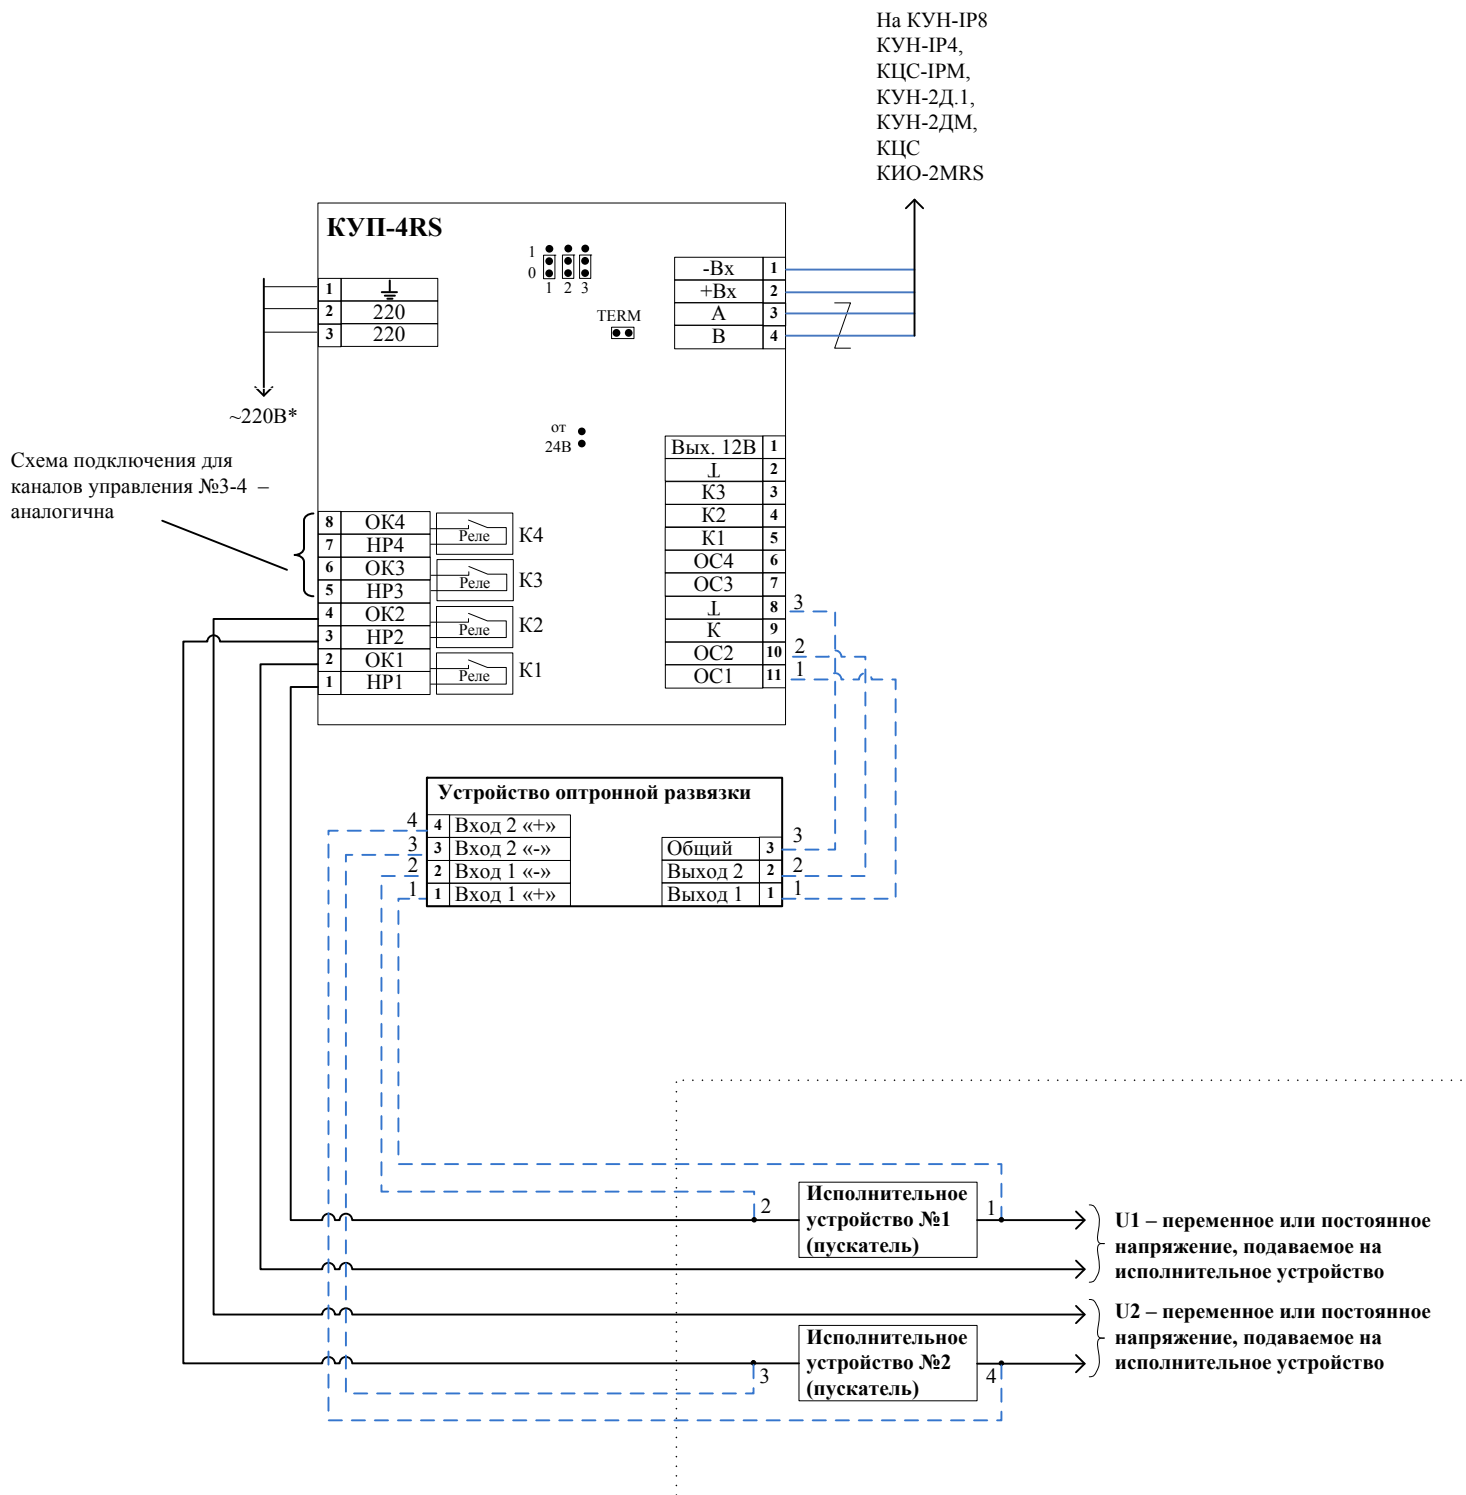 На КУН-IP8
КУН-IP4,
КЦС-IPM,
КУН-2Д.1,
КУН-2ДМ,
КЦС
КИО-2MRS
КУП-4RS
1
0
1 2 3
TERM
1
2 220
3 220
~220В*
-Вх 1
+Вх 2
A 3
B 4
от
24В
Схема подключения для
каналов управления №3-4 –
аналогична
Вых. 12В 1
⊥ 2
К3 3
К2 4
К1 5
ОС4 6
ОС3 7
⊥ 8 3
К 9
ОС2 10 2
ОС1 11 1
8 ОК4
7 НР4
Реле К4
6 ОК3
5 НР3
Реле К3
4 ОК2
3 НР2
Реле К2
2 ОК1
1 НР1
Реле К1
Устройство оптронной развязки
4 4 Вход 2 «+»
3 3 Вход 2 «-»
2 2 Вход 1 «-»
1 1 Вход 1 «+»
Общий 3 3
Выход 2 2 2
Выход 1 1 1
2
Исполнительное
устройство №1
(пускатель)
1
U1 – переменное или постоянное
напряжение, подаваемое на
исполнительное устройство
U2 – переменное или постоянное
напряжение, подаваемое на
исполнительное устройство
3
Исполнительное
устройство №2
(пускатель)
4